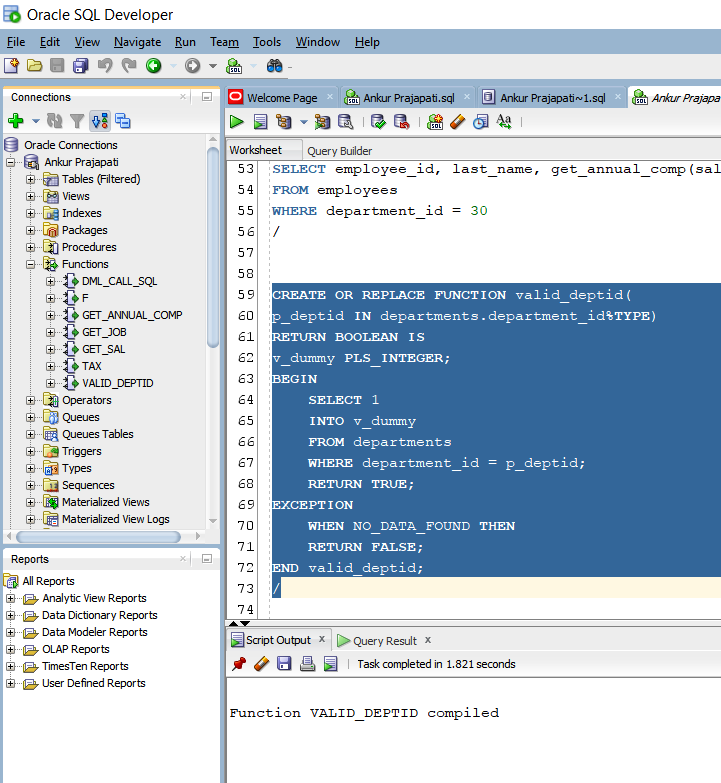 Oracle SQL Developer
File Edit View Navigate Run Team Tools Window Help
Connections
Oracle Connections
Ankur Prajapati
Tables (Filtered)
Views
Indexes
Packages
Procedures
Functions
DML_CALL_SQL
F
GET_ANNUAL_COMP
GET_JOB
GET_SAL
TAX
VALID_DEPTID
Operators
Queues
Queues Tables
Triggers
Types
Sequences
Materialized Views
Materialized View Logs
Reports
All Reports
Analytic View Reports
Data Dictionary Reports
Data Modeler Reports
OLAP Reports
TimesTen Reports
User Defined Reports
Welcome Page Ankur Prajapati.sql Ankur Prajapati~1.sql Ankur Prajapa
Worksheet Query Builder
53 SELECT employee_id, last_name, get_annual_comp(sal
54 FROM employees
55 WHERE department_id = 30
56 /
57
58
59 CREATE OR REPLACE FUNCTION valid_deptid(
60 p_deptid IN departments.department_id%TYPE)
61 RETURN BOOLEAN IS
62 v_dummy PLS_INTEGER;
63 BEGIN
64 SELECT 1
65 INTO v_dummy
66 FROM departments
67 WHERE department_id = p_deptid;
68 RETURN TRUE;
69 EXCEPTION
70 WHEN NO_DATA_FOUND THEN
71 RETURN FALSE;
72 END valid_deptid;
73 /
74
Script Output x Query Result x
Task completed in 1.821 seconds
Function VALID_DEPTID compiled